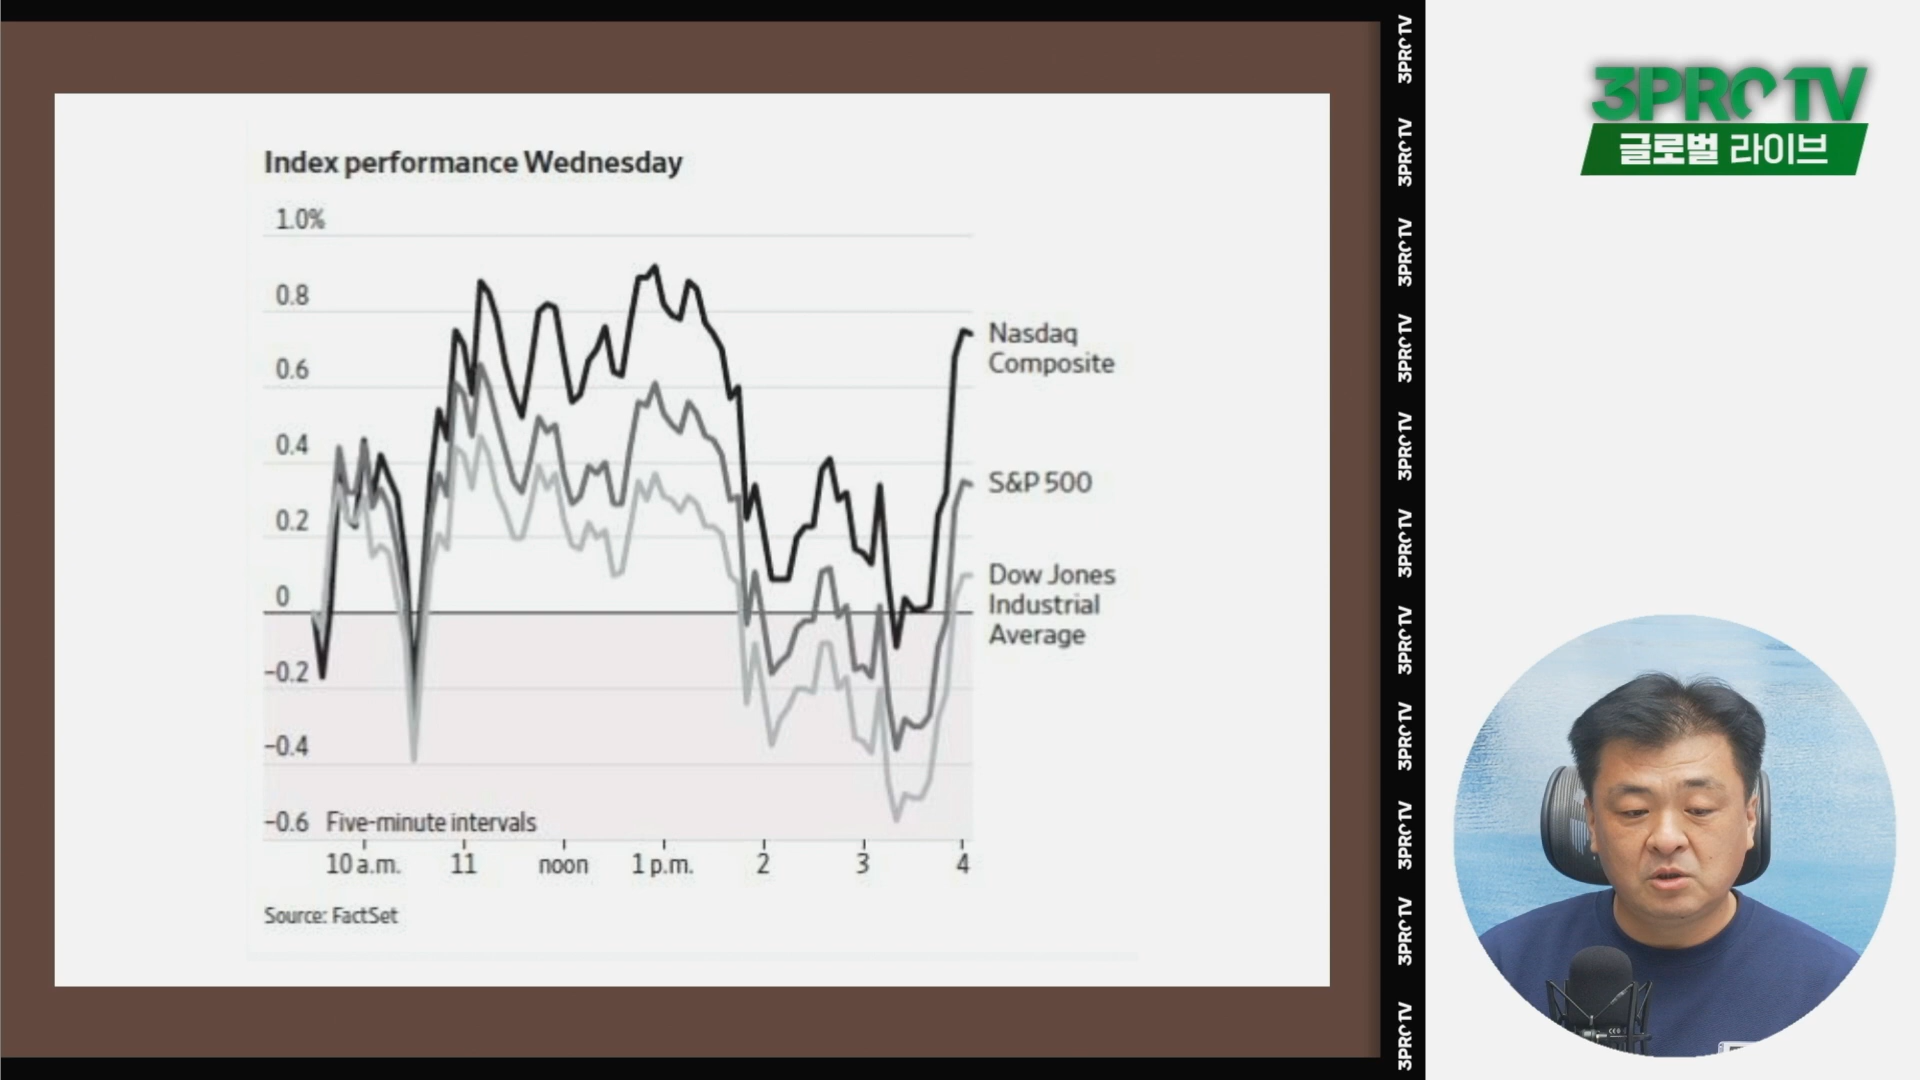 Index performance Wednesday
1.0%
0.8
0.6
0.4
0.2
0
−0.2
−0.4
−0.6
Five-minute intervals
10 a.m.
11
noon
1 p.m.
2
3
4
Nasdaq
Composite
S&P 500
Dow Jones
Industrial
Average
Source: FactSet
3PROTV
3PROTV
3PROTV
3PROTV
3PROTV
3PROTV
3PROTV
3PROTV
3PROTV
3PROTV
3PROTV
3PROTV
글로벌 라이브